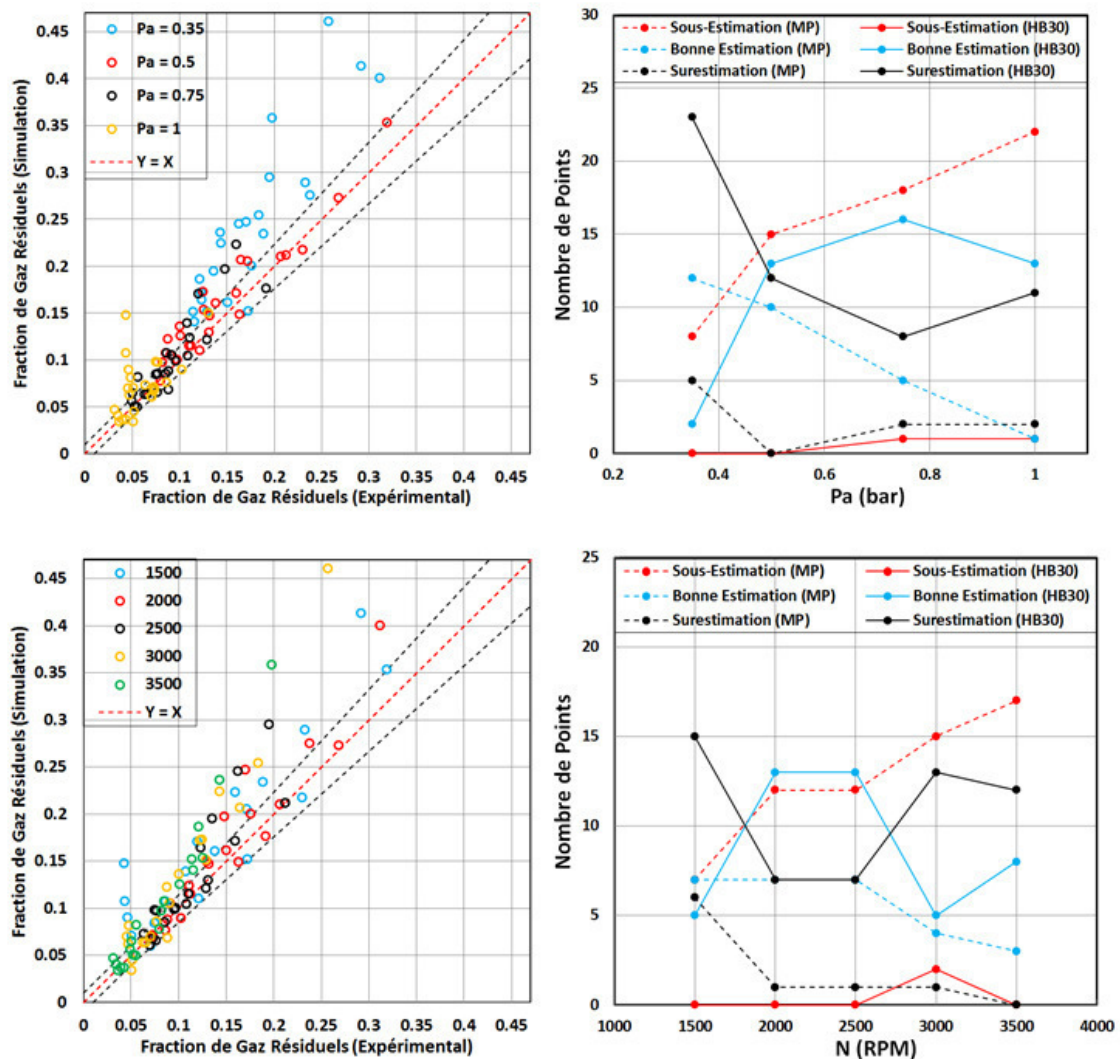 Fraction de Gaz Résiduels (Simulation)
0.45
0.4
0.35
0.3
0.25
0.2
0.15
0.1
0.05
0
Pa = 0.35
Pa = 0.5
Pa = 0.75
Pa = 1
Y = X
0 0.05 0.1 0.15 0.2 0.25 0.3 0.35 0.4 0.45
Fraction de Gaz Résiduels (Expérimental)
Nombre de Points
30
25
20
15
10
5
0
Sous-Estimation (MP) Sous-Estimation (HB30)
Bonne Estimation (MP) Bonne Estimation (HB30)
Surestimation (MP) Surestimation (HB30)
0.2 0.4 0.6 0.8 1
Pa (bar)
Fraction de Gaz Résiduels (Simulation)
0.45
0.4
0.35
0.3
0.25
0.2
0.15
0.1
0.05
0
1500
2000
2500
3000
3500
Y = X
0 0.05 0.1 0.15 0.2 0.25 0.3 0.35 0.4 0.45
Fraction de Gaz Résiduels (Expérimental)
Nombre de Points
25
20
15
10
5
0
Sous-Estimation (MP) Sous-Estimation (HB30)
Bonne Estimation (MP) Bonne Estimation (HB30)
Surestimation (MP) Surestimation (HB30)
1000 1500 2000 2500 3000 3500 4000
N (RPM)